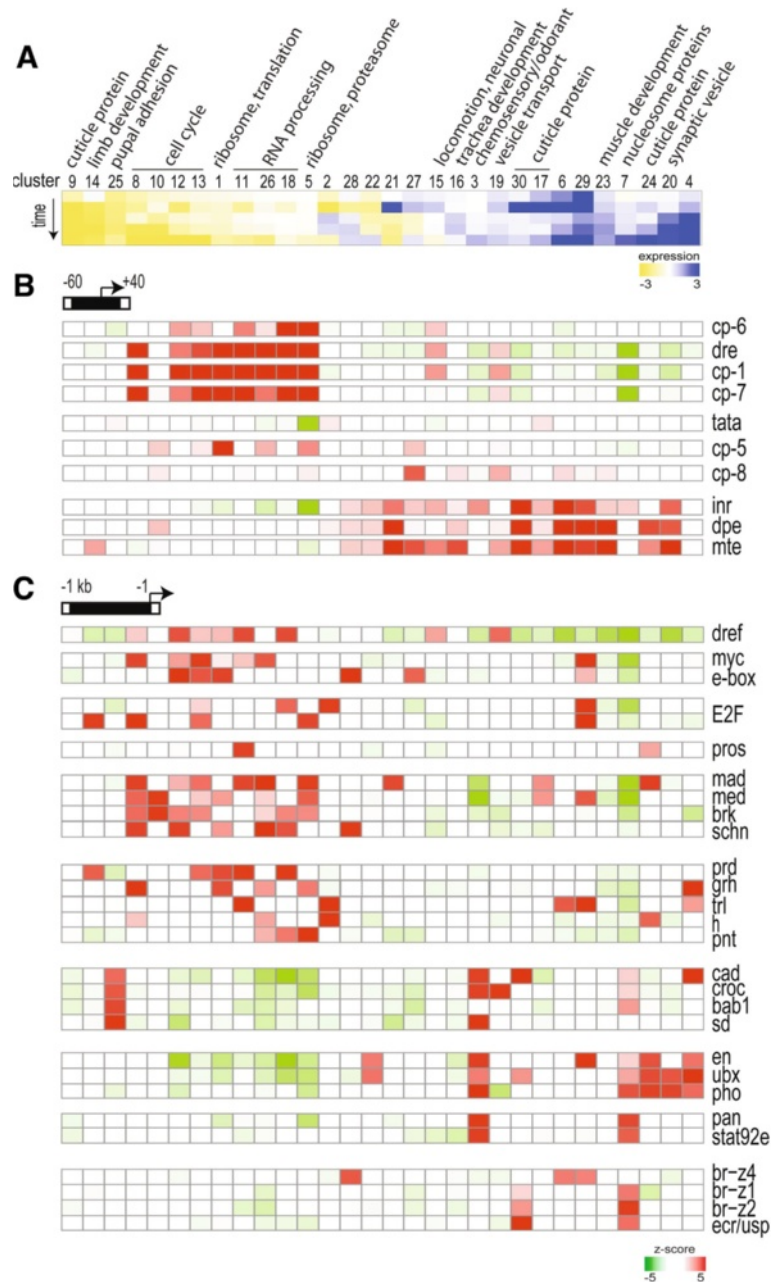 A
cuticle protein
limb development
pupal adhesion
cell cycle
ribosome, translation
RNA processing
ribosome, proteasome
locomotion, neuronal
trachea development
chemosensory/odorant
vesicle transport
cuticle protein
muscle development
nucleosome proteins
cuticle protein
synaptic vesicle
cluster 9 14 25 8 10 12 13 1 11 26 18 5 2 28 22 21 27 15 16 3 19 30 17 6 29 23 7 24 20 4
time
expression
-3 3
B
-60 +40
cp-6
dre
cp-1
cp-7
tata
cp-5
cp-8
inr
dpe
mte
C
-1 kb -1
dref
myc
e-box
E2F
pros
mad
med
brk
schn
prd
grh
trl
h
pnt
cad
croc
bab1
sd
en
ubx
pho
pan
stat92e
br-z4
br-z1
br-z2
ecr/usp
z-score
-5 5